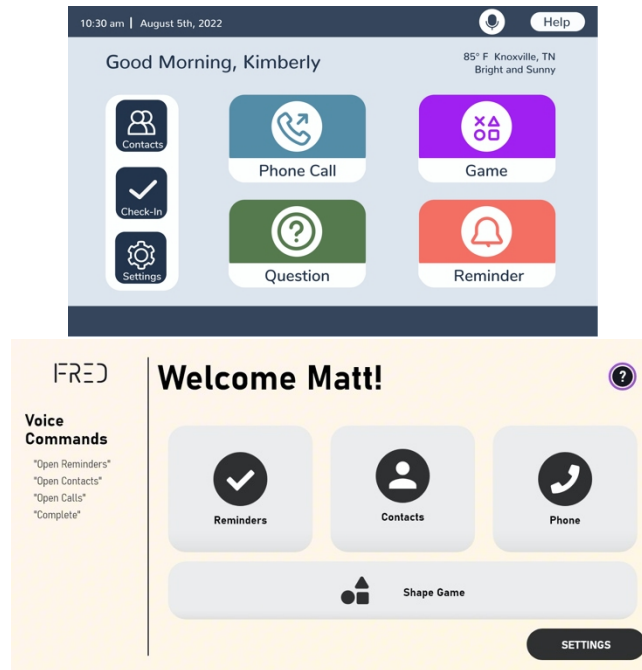 10:30 am | August 5th, 2022
Help
Good Morning, Kimberly
85° F Knoxville, TN
Bright and Sunny
Contacts
Phone Call
Game
Check-In
Settings
Question
Reminder
FRED
Welcome Matt!
?
Voice
Commands
"Open Reminders"
"Open Contacts"
"Open Calls"
"Complete"
Reminders
Contacts
Phone
Shape Game
SETTINGS